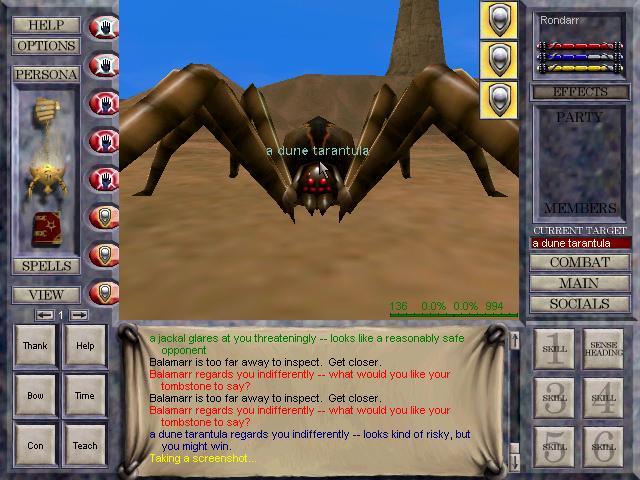 HELP
OPTIONS
PERSONA
SPELLS
VIEW
1
Thank
Help
Bow
Time
Con
Teach
a dune tarantula
136 0.0% 0.0% 994
a jackal glares at you threateningly -- looks like a reasonably safe
opponent
Balamarr is too far away to inspect. Get closer.
Balamarr regards you indifferently -- what would you like your
tombstone to say?
Balamarr is too far away to inspect. Get closer.
Balamarr regards you indifferently -- what would you like your
tombstone to say?
a dune tarantula regards you indifferently -- looks kind of risky, but
you might win.
Taking a screenshot...
Rondarr
EFFECTS
PARTY
MEMBERS
CURRENT TARGET
a dune tarantula
COMBAT
MAIN
SOCIALS
1
SKILL
SENSE
HEADING
3
SKILL
4
SKILL
5
SKILL
6
SKILL